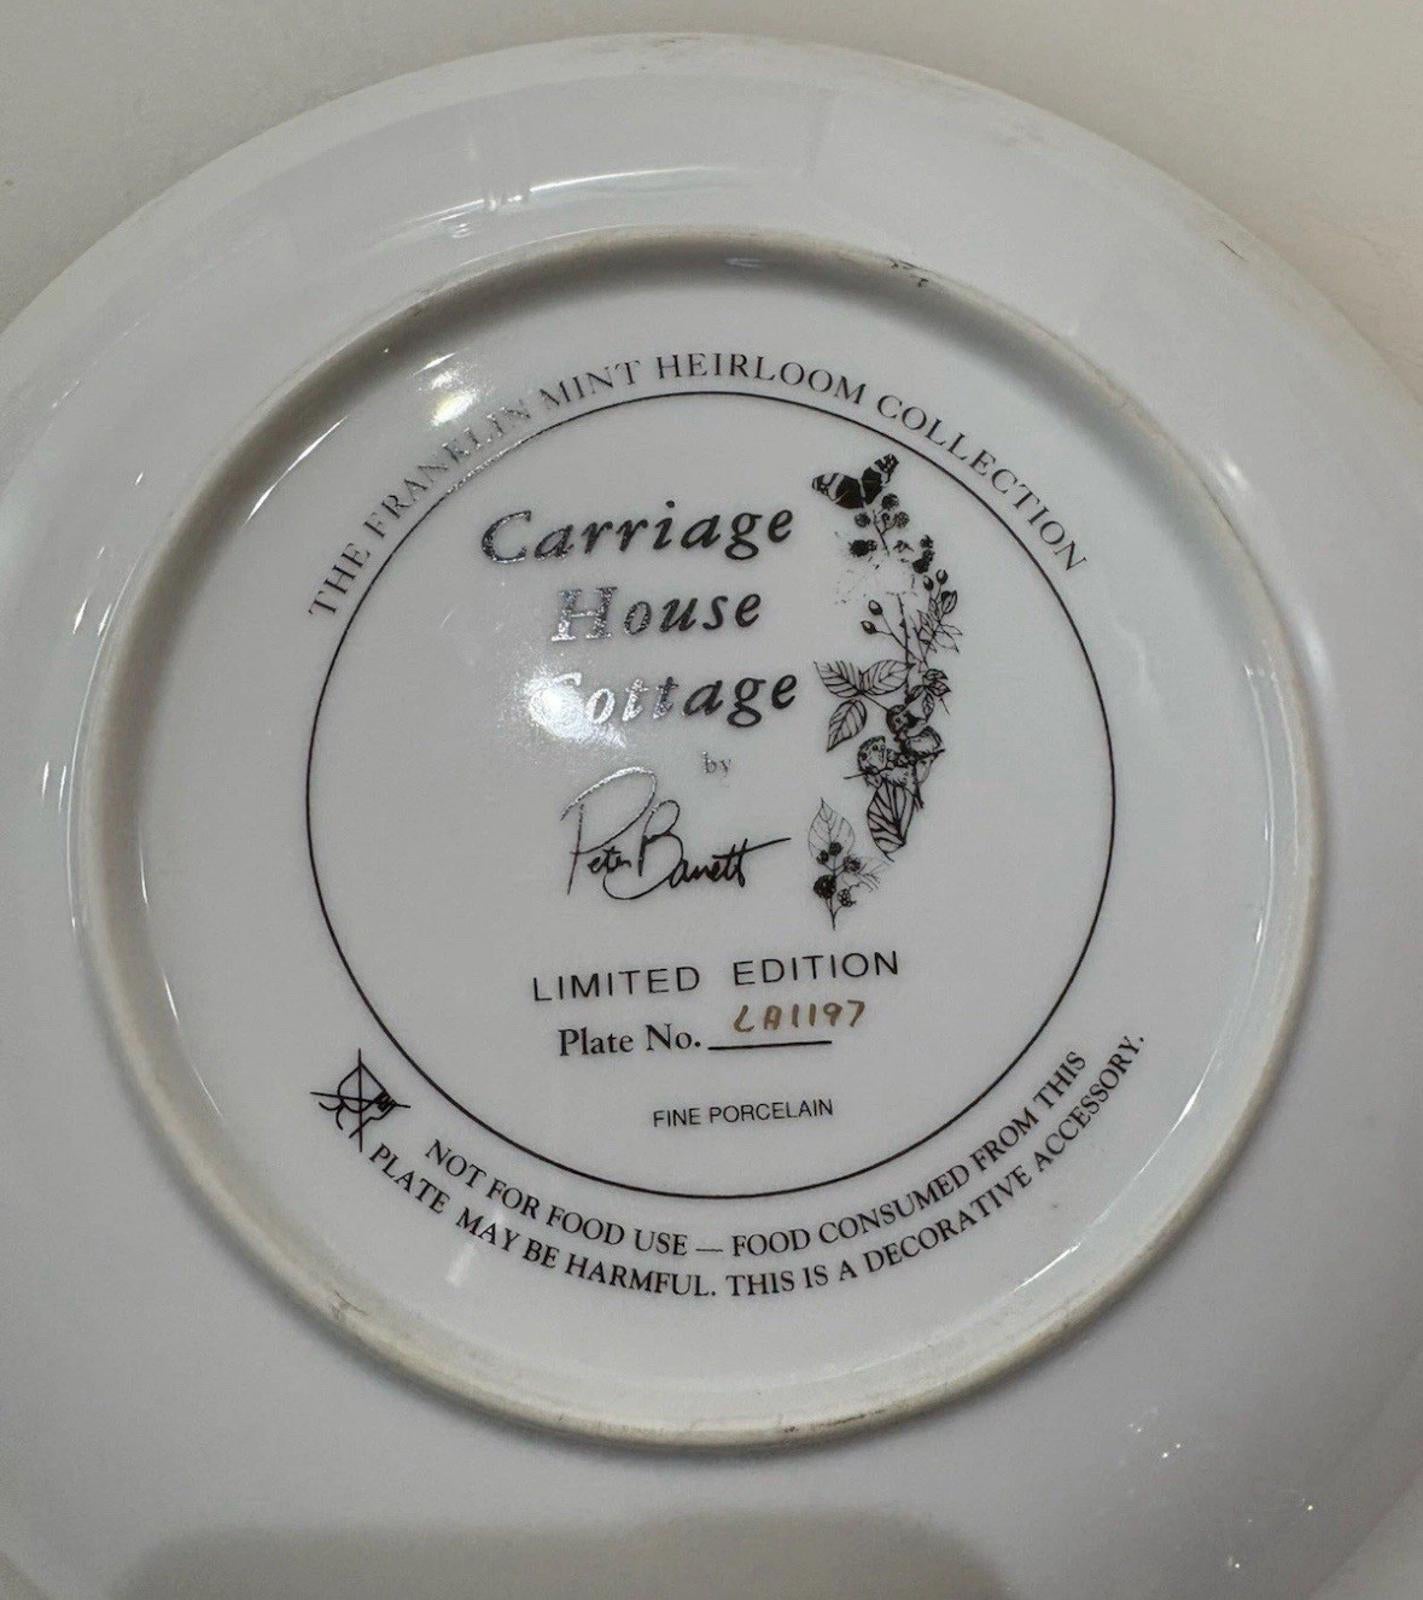 THE FRANKLIN MINT HEIRLOOM COLLECTION
Carriage
House
Cottage
by
Peter Barrett
LIMITED EDITION
Plate No. LA1197
FINE PORCELAIN
NOT FOR FOOD USE — FOOD CONSUMED FROM THIS
PLATE MAY BE HARMFUL. THIS IS A DECORATIVE ACCESSORY.